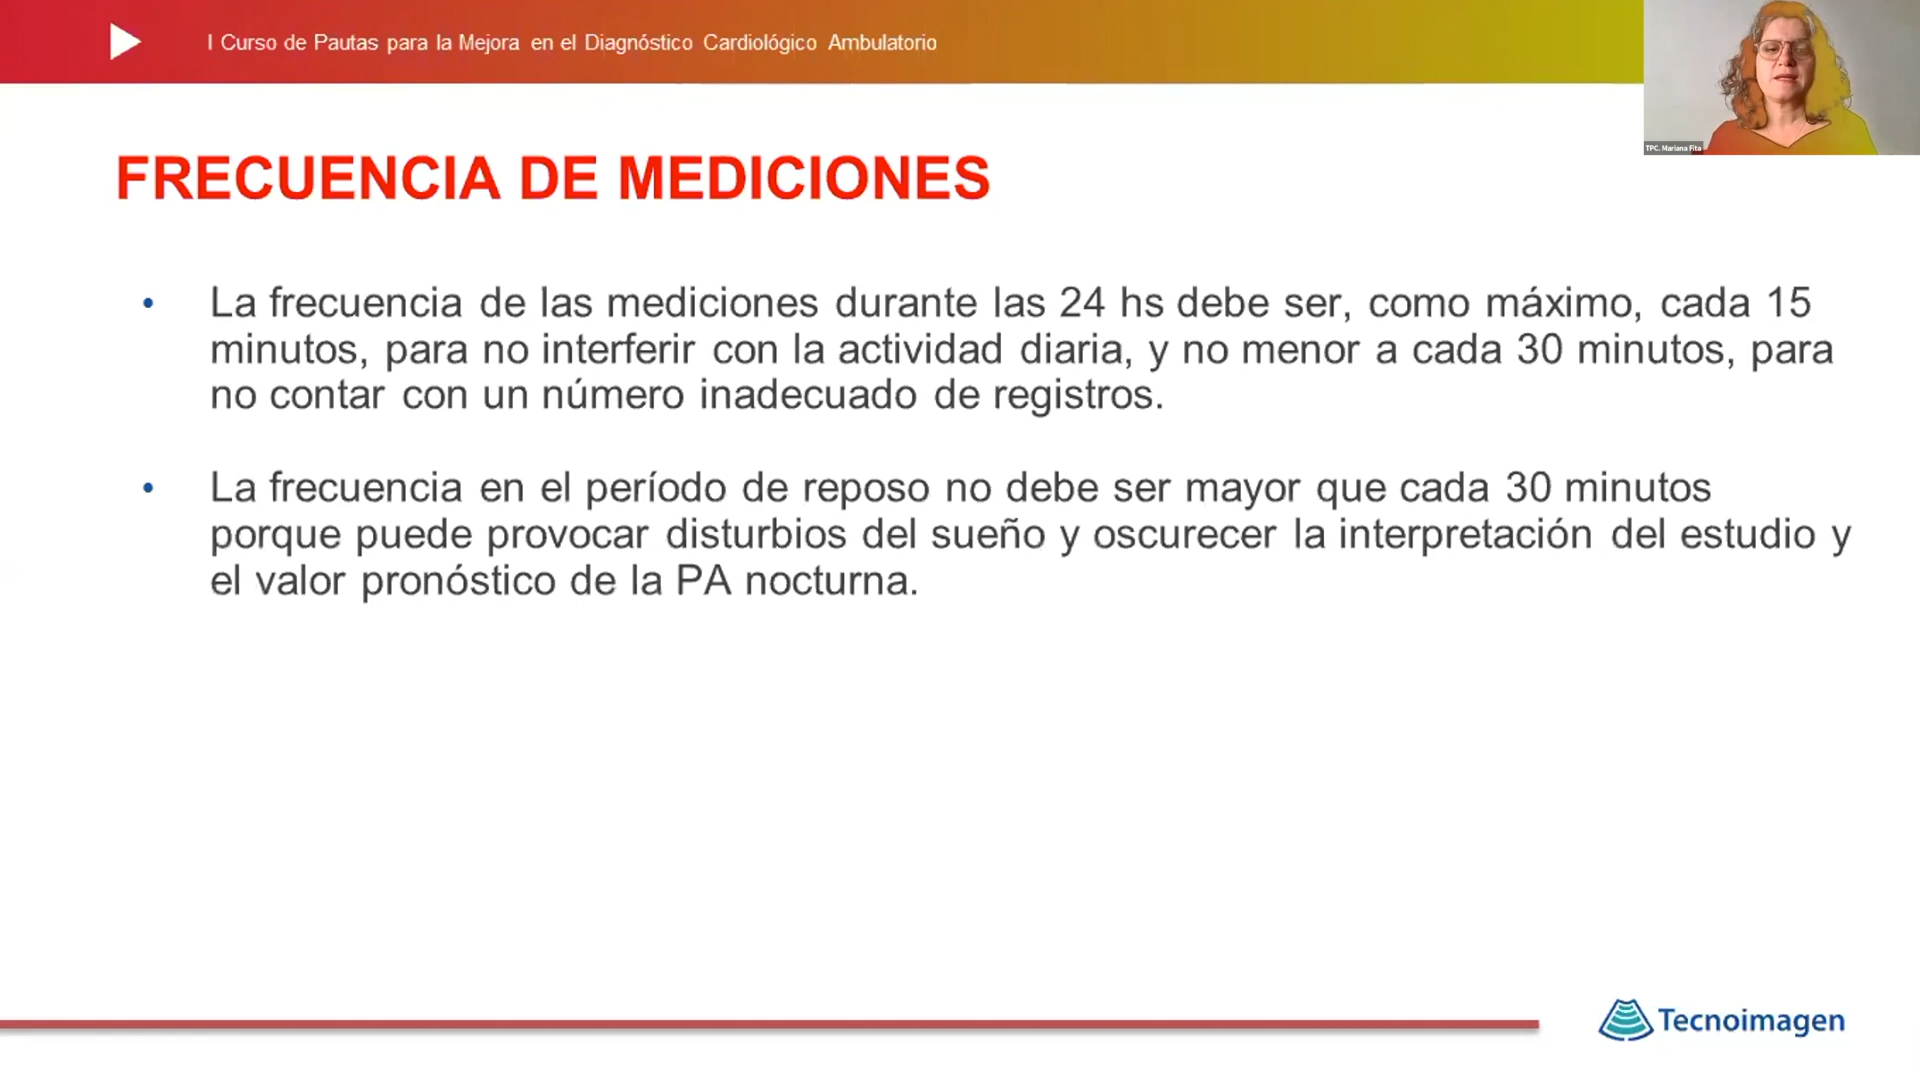 I Curso de Pautas para la Mejora en el Diagnóstico Cardiológico Ambulatorio
TPC. Mariana Fita
FRECUENCIA DE MEDICIONES
• La frecuencia de las mediciones durante las 24 hs debe ser, como máximo, cada 15
minutos, para no interferir con la actividad diaria, y no menor a cada 30 minutos, para
no contar con un número inadecuado de registros.
• La frecuencia en el período de reposo no debe ser mayor que cada 30 minutos
porque puede provocar disturbios del sueño y oscurecer la interpretación del estudio y
el valor pronóstico de la PA nocturna.
Tecnoimagen